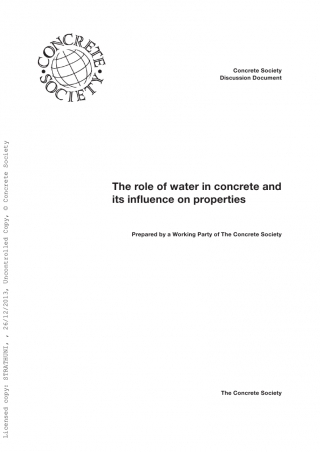 CONCRETE
SOCIETY
Concrete Society
Discussion Document
The role of water in concrete and
its influence on properties
Prepared by a Working Party of The Concrete Society
The Concrete Society
Licensed copy: STRATHUNI, , 26/12/2013, Uncontrolled Copy, © Concrete Society